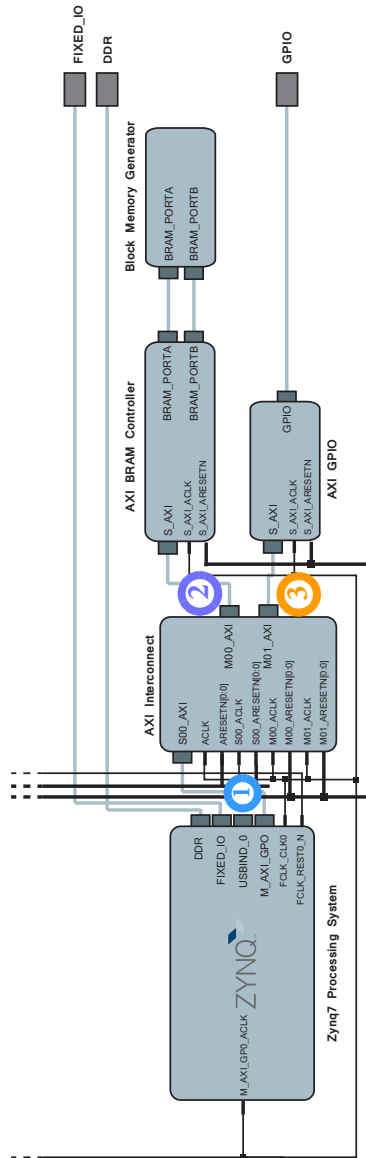 FIXED_IO
DDR
GPIO
Block Memory Generator
BRAM_PORTA
BRAM_PORTB
AXI BRAM Controller
BRAM_PORTA
BRAM_PORTB
S_AXI
S_AXI_ACLK
S_AXI_ARESETN
AXI GPIO
GPIO
S_AXI
S_AXI_ACLK
S_AXI_ARESETN
2
3
AXI Interconnect
M00_AXI
M01_AXI
S00_AXI
ACLK
ARESETN[0:0]
S00_ACLK
S00_ARESETN[0:0]
M00_ACLK
M00_ARESETN[0:0]
M01_ACLK
M01_ARESETN[0:0]
1
Zynq7 Processing System
DDR
FIXED_IO
USBIND_0
M_AXI_GPO
FCLK_CLK0
FCLK_REST0_N
ZYNQ
M_AXI_GP0_ACLK